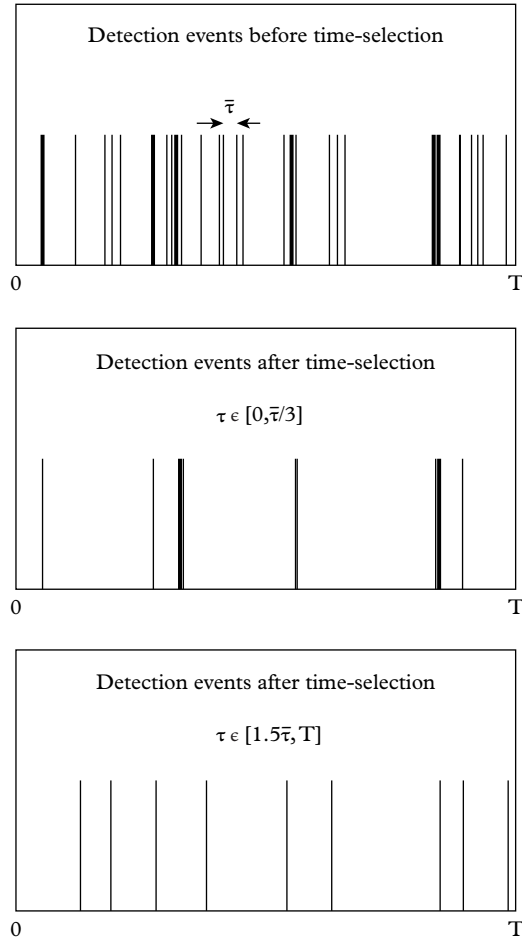 Detection events before time-selection
τ̅
0 T
Detection events after time-selection
τ ϵ [0,τ̅/3]
0 T
Detection events after time-selection
τ ϵ [1.5τ̅, T]
0 T